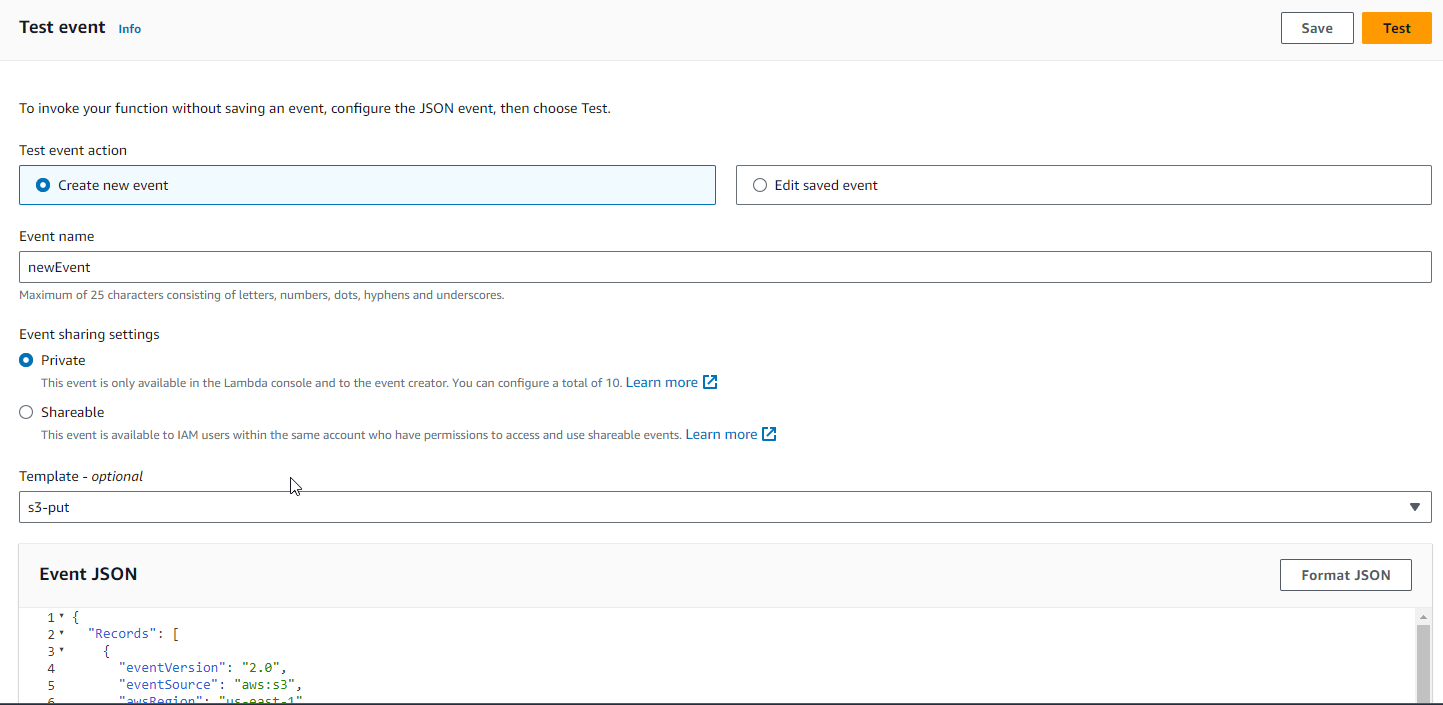 Test event Info Save Test
To invoke your function without saving an event, configure the JSON event, then choose Test.
Test event action
Create new event Edit saved event
Event name
newEvent
Maximum of 25 characters consisting of letters, numbers, dots, hyphens and underscores.
Event sharing settings
Private
This event is only available in the Lambda console and to the event creator. You can configure a total of 10. Learn more
Shareable
This event is available to IAM users within the same account who have permissions to access and use shareable events. Learn more
Template - optional
s3-put
Event JSON Format JSON
1 {
2 "Records": [
3 {
4 "eventVersion": "2.0",
5 "eventSource": "aws:s3",
6 "awsRegion": "us-east-1"